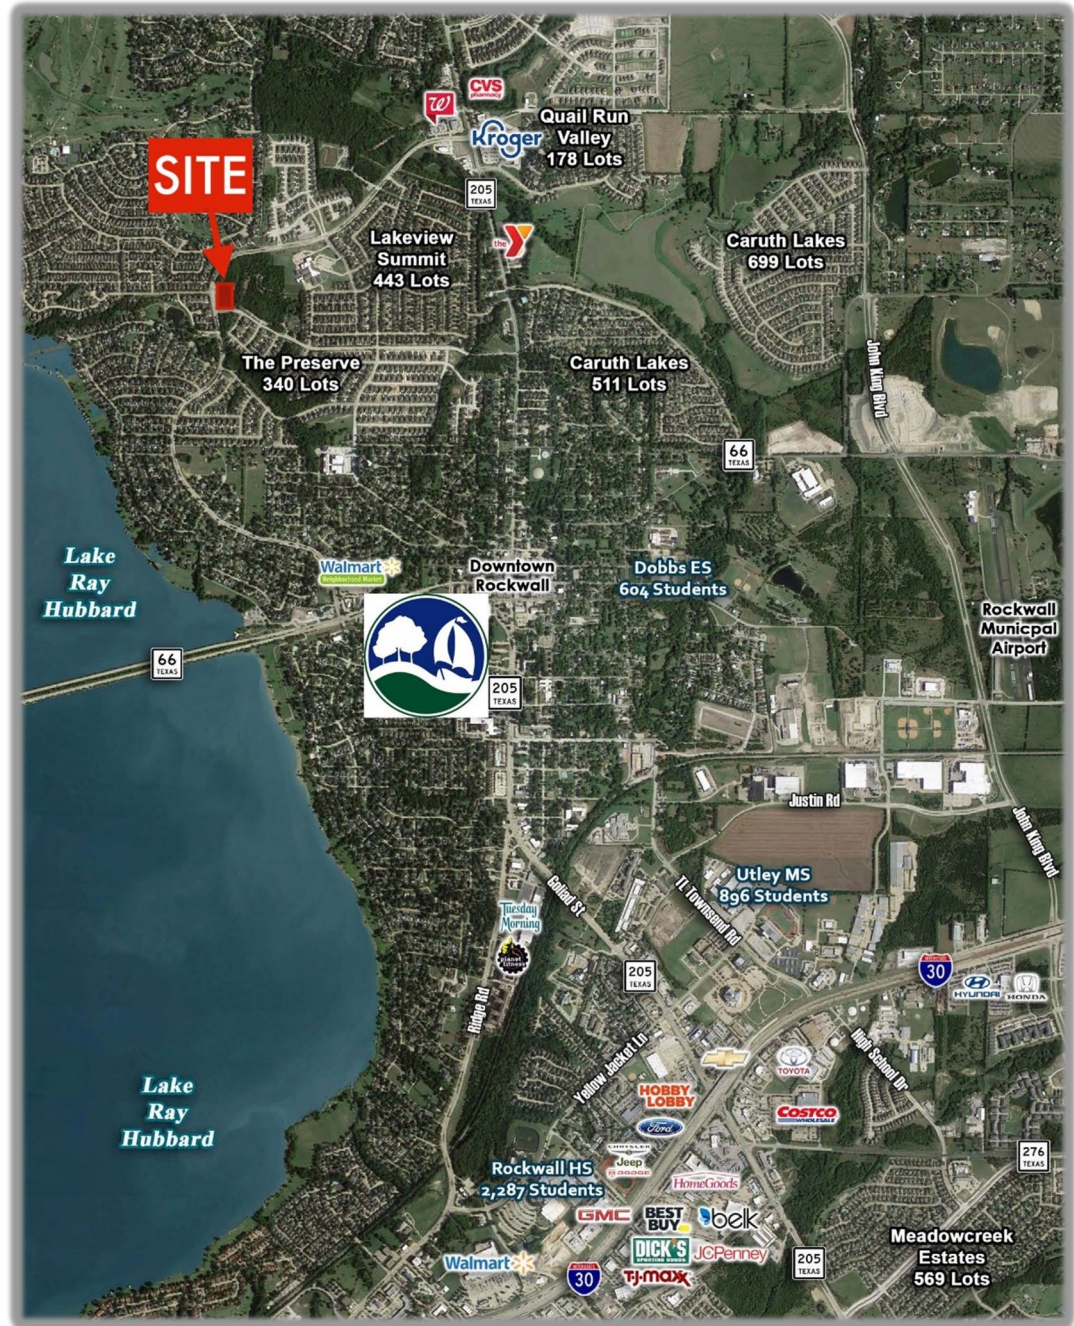 CVS
pharmacy
W
Kroger
Quail Run
Valley
178 Lots
SITE
205
TEXAS
Lakeview
Summit
443 Lots
the Y
Caruth Lakes
699 Lots
The Preserve
340 Lots
Caruth Lakes
511 Lots
John King Blvd
66
TEXAS
Lake
Ray
Hubbard
Walmart
Neighborhood Market
Downtown
Rockwall
Dobbs ES
604 Students
Rockwall
Municpal
Airport
66
TEXAS
205
TEXAS
Justin Rd
John King Blvd
Goliad St
TL Townsend Rd
Utley MS
896 Students
Tuesday
Morning
planet
fitness
Ridge Rd
205
TEXAS
INTERSTATE
30
HYUNDAI
HONDA
Yellow Jacket Ln
High School Dr
TOYOTA
HOBBY
LOBBY
COSTCO
WHOLESALE
Ford
CHRYSLER
Jeep
DODGE
Lake
Ray
Hubbard
Rockwall HS
2,287 Students
HomeGoods
276
TEXAS
GMC
BEST
BUY
belk
Walmart
DICK'S
SPORTING GOODS
JCPenney
INTERSTATE
30
T·J·maxx
205
TEXAS
Meadowcreek
Estates
569 Lots